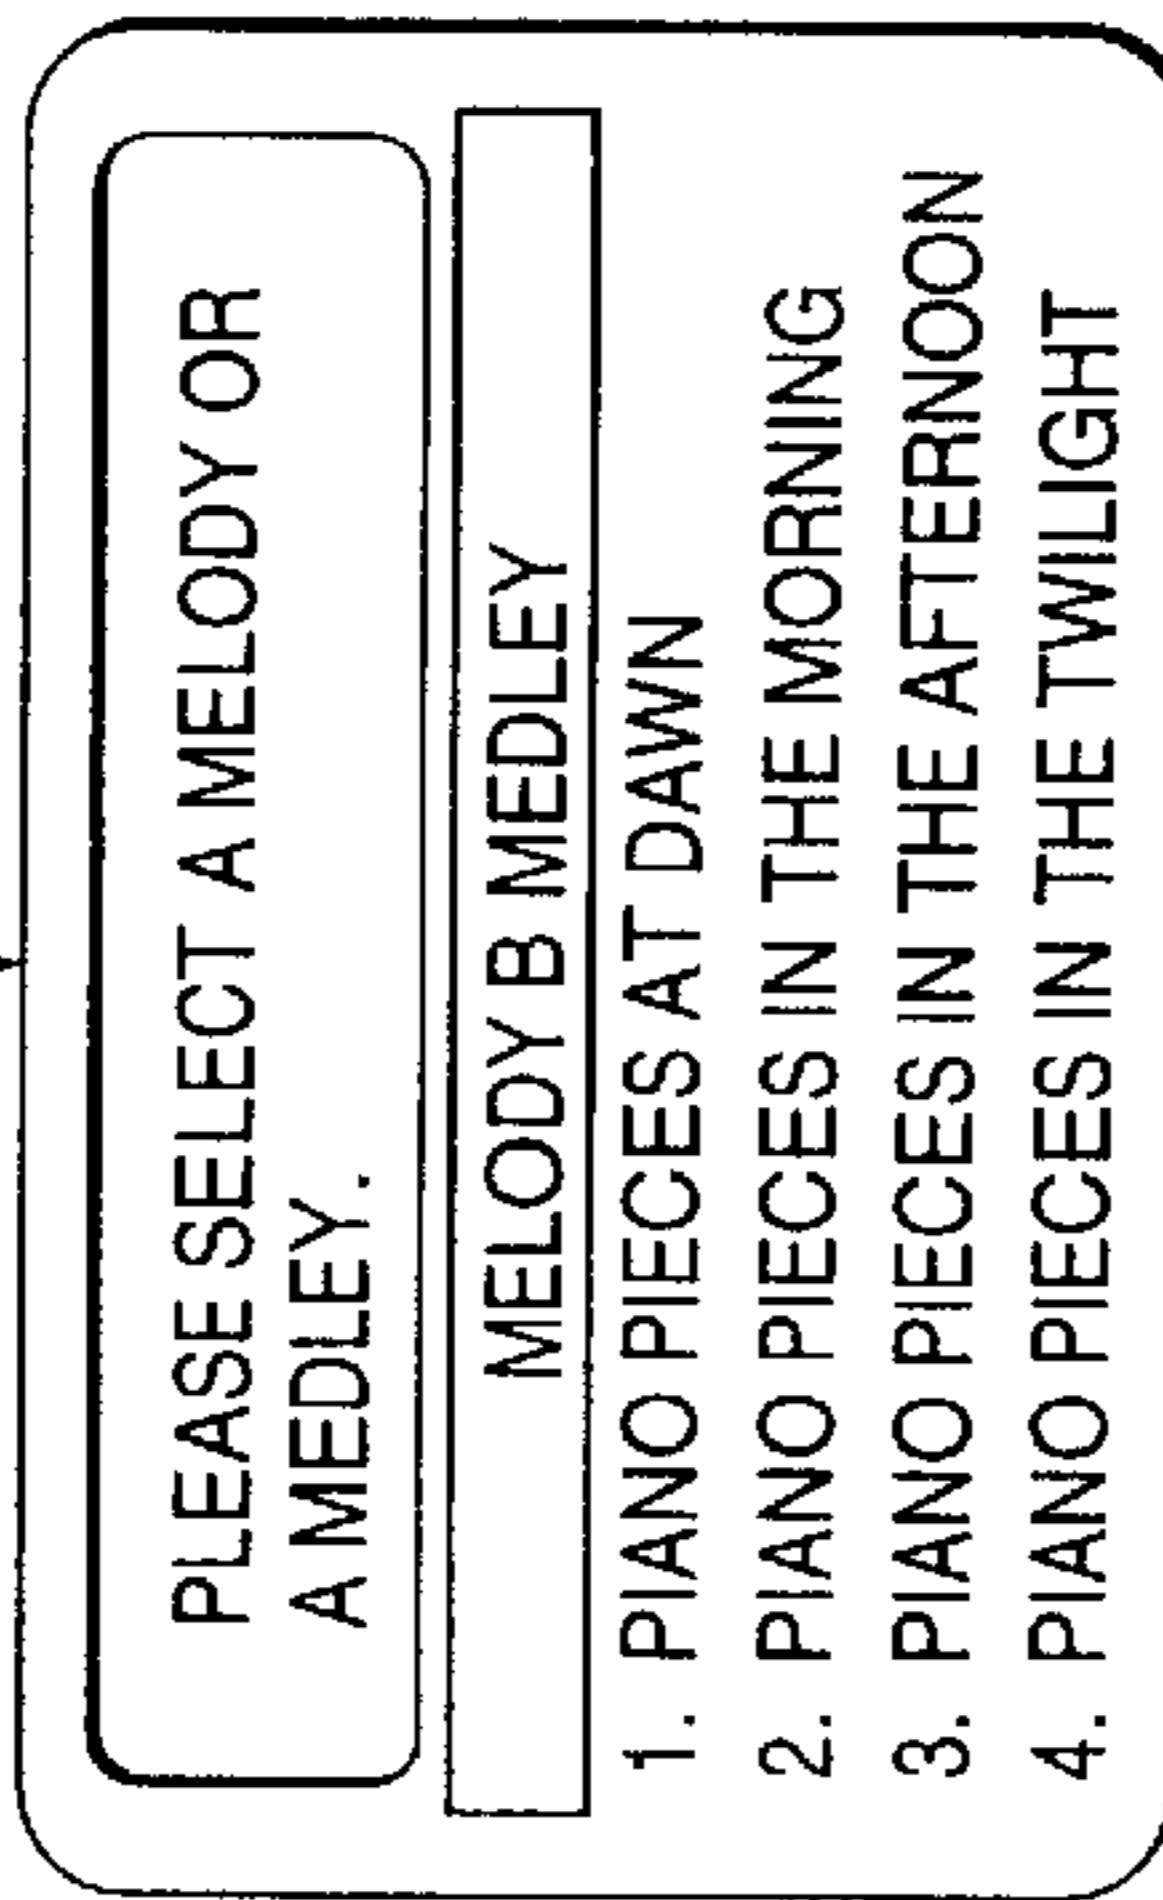 PLEASE SELECT A MELODY OR
A MEDLEY.
MELODY B MEDLEY
1. PIANO PIECES AT DAWN
2. PIANO PIECES IN THE MORNING
3. PIANO PIECES IN THE AFTERNOON
4. PIANO PIECES IN THE TWILIGHT